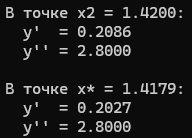 В точке x2 = 1.4200:
y'  = 0.2086
y'' = 2.8000
В точке x* = 1.4179:
y'  = 0.2027
y'' = 2.8000